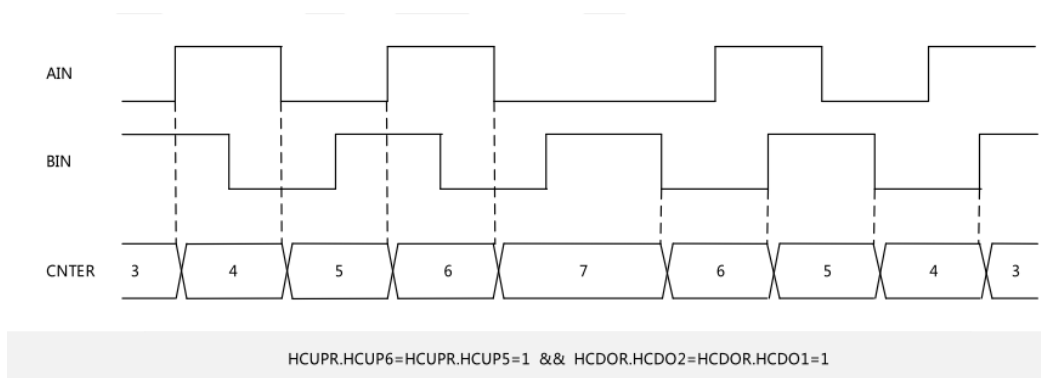 AIN
BIN
CNTER 3 4 5 6 7 6 5 4 3
HCUPR.HCUP6=HCUPR.HCUP5=1 && HCDOR.HCDO2=HCDOR.HCDO1=1